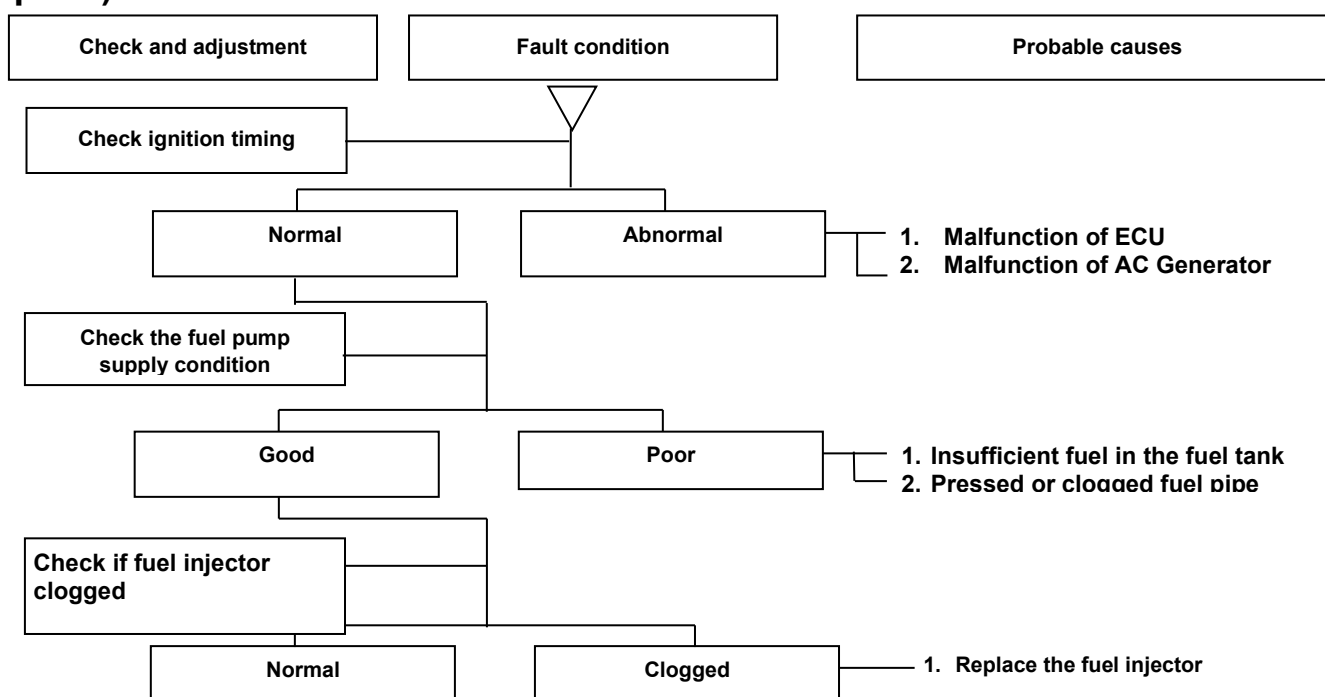 Check and adjustment
Fault condition
Probable causes
Check ignition timing
Normal
Abnormal
1. Malfunction of ECU
2. Malfunction of AC Generator
Check the fuel pump
supply condition
Good
Poor
1. Insufficient fuel in the fuel tank
2. Pressed or clogged fuel pipe
Check if fuel injector
clogged
Normal
Clogged
1. Replace the fuel injector